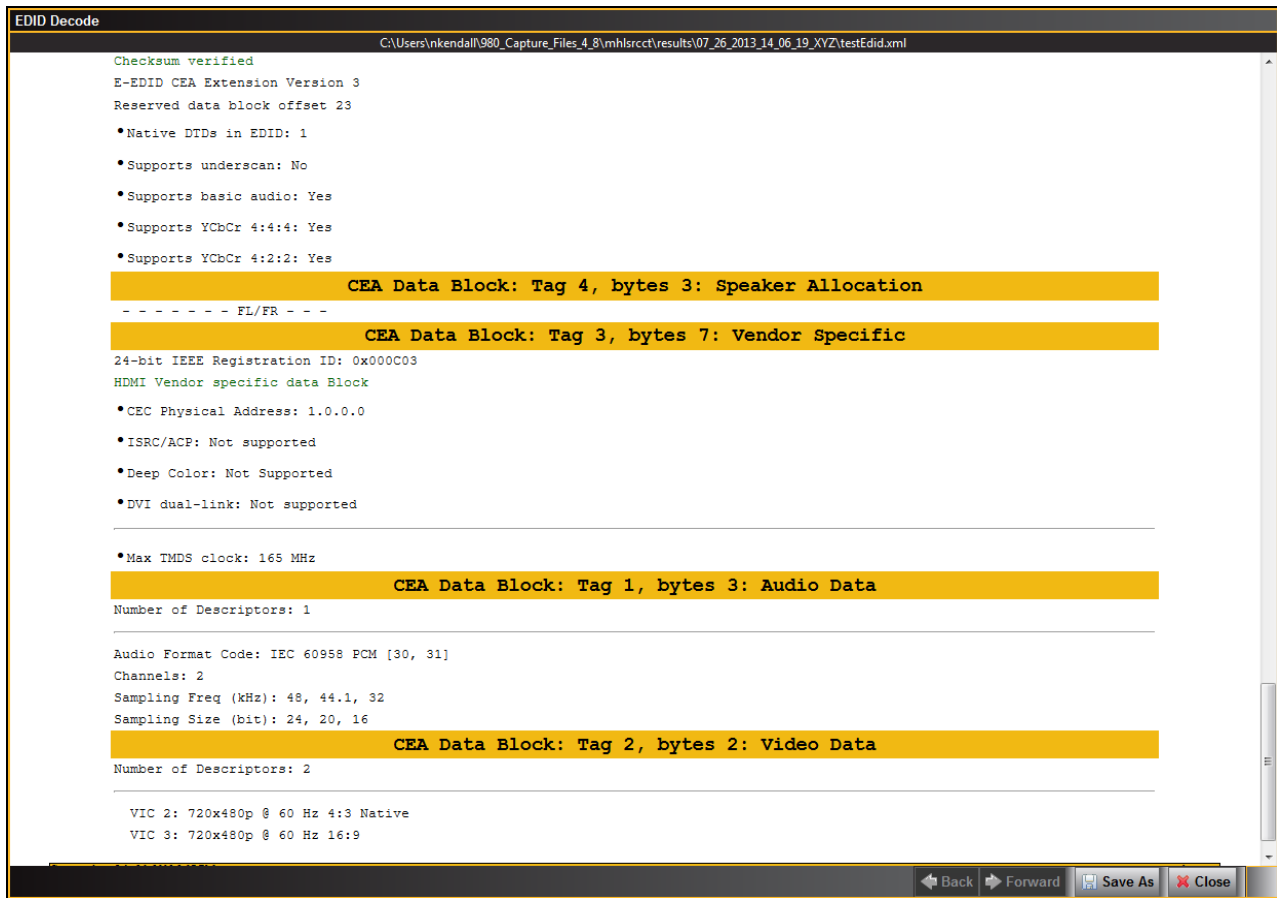 EDID Decode
C:\Users\nkendall\980_Capture_Files_4_8\mhlsrcct\results\07_26_2013_14_06_19_XYZ\testEdid.xml
Checksum verified
E-EDID CEA Extension Version 3
Reserved data block offset 23
•Native DTDs in EDID: 1
•Supports underscan: No
•Supports basic audio: Yes
•Supports YCbCr 4:4:4: Yes
•Supports YCbCr 4:2:2: Yes
CEA Data Block: Tag 4, bytes 3: Speaker Allocation
- - - - - - - FL/FR - - -
CEA Data Block: Tag 3, bytes 7: Vendor Specific
24-bit IEEE Registration ID: 0x000C03
HDMI Vendor specific data Block
•CEC Physical Address: 1.0.0.0
•ISRC/ACP: Not supported
•Deep Color: Not Supported
•DVI dual-link: Not supported
•Max TMDS clock: 165 MHz
CEA Data Block: Tag 1, bytes 3: Audio Data
Number of Descriptors: 1
Audio Format Code: IEC 60958 PCM [30, 31]
Channels: 2
Sampling Freq (kHz): 48, 44.1, 32
Sampling Size (bit): 24, 20, 16
CEA Data Block: Tag 2, bytes 2: Video Data
Number of Descriptors: 2
VIC 2: 720x480p @ 60 Hz 4:3 Native
VIC 3: 720x480p @ 60 Hz 16:9
Back Forward Save As Close